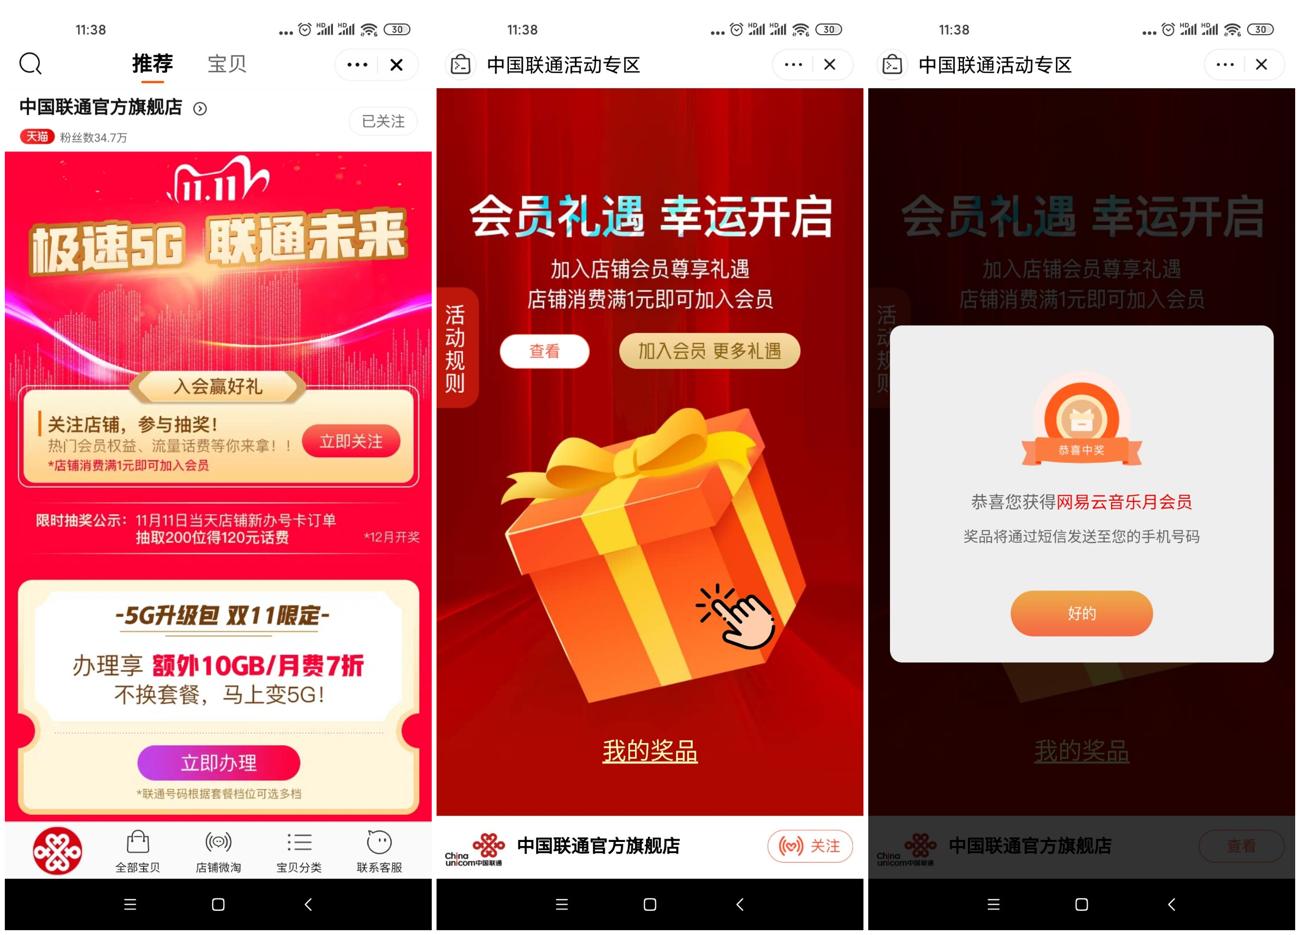 11:38
HD HD 30
推荐 宝贝
中国联通官方旗舰店
天猫 粉丝数34.7万
已关注
11.11
极速5G 联通未来
入会赢好礼
关注店铺，参与抽奖！
热门会员权益、流量话费等你来拿！！
*店铺消费满1元即可加入会员
立即关注
限时抽奖公示：11月11日当天店铺新办号卡订单
抽取200位得120元话费
*12月开奖
-5G升级包 双11限定-
办理享 额外10GB/月费7折
不换套餐，马上变5G！
立即办理
*联通号码根据套餐档位可选多档
全部宝贝
店铺微淘
宝贝分类
联系客服
11:38
HD HD 30
中国联通活动专区
会员礼遇 幸运开启
加入店铺会员尊享礼遇
店铺消费满1元即可加入会员
活动规则
查看
加入会员 更多礼遇
我的奖品
China
unicom中国联通
中国联通官方旗舰店
关注
11:38
HD HD 30
中国联通活动专区
会员礼遇 幸运开启
加入店铺会员尊享礼遇
店铺消费满1元即可加入会员
活动规则
恭喜中奖
恭喜您获得网易云音乐月会员
奖品将通过短信发送至您的手机号码
好的
我的奖品
China
unicom中国联通
中国联通官方旗舰店
查看